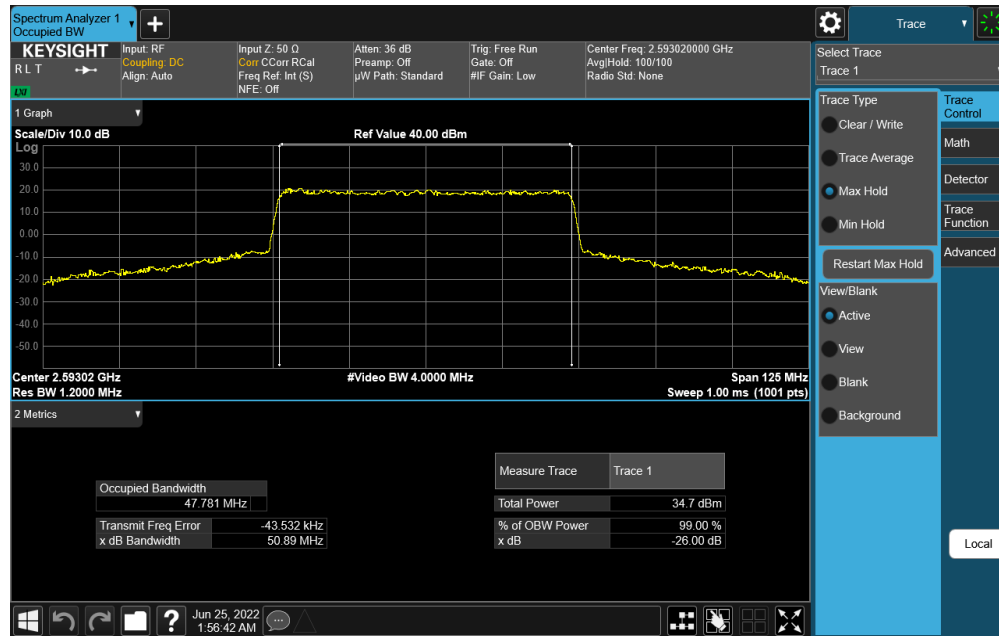 Spectrum Analyzer 1
Occupied BW
Trace
KEYSIGHT
R L T
LXI
Input: RF
Coupling: DC
Align: Auto
Input Z: 50 Ω
Corr CCorr RCal
Freq Ref: Int (S)
NFE: Off
Atten: 36 dB
Preamp: Off
µW Path: Standard
Trig: Free Run
Gate: Off
#IF Gain: Low
Center Freq: 2.593020000 GHz
Avg|Hold: 100/100
Radio Std: None
Select Trace
Trace 1
1 Graph
Scale/Div 10.0 dB
Ref Value 40.00 dBm
Log
30.0
20.0
10.0
0.00
-10.0
-20.0
-30.0
-40.0
-50.0
Center 2.59302 GHz
#Video BW 4.0000 MHz
Span 125 MHz
Res BW 1.2000 MHz
Sweep 1.00 ms (1001 pts)
2 Metrics
Measure Trace Trace 1
Occupied Bandwidth
47.781 MHz
Total Power 34.7 dBm
Transmit Freq Error -43.532 kHz
% of OBW Power 99.00 %
x dB Bandwidth 50.89 MHz
x dB -26.00 dB
Trace Type
Clear / Write
Trace Average
Max Hold
Min Hold
Restart Max Hold
View/Blank
Active
View
Blank
Background
Trace
Control
Math
Detector
Trace
Function
Advanced
Local
?
Jun 25, 2022
1:56:42 AM